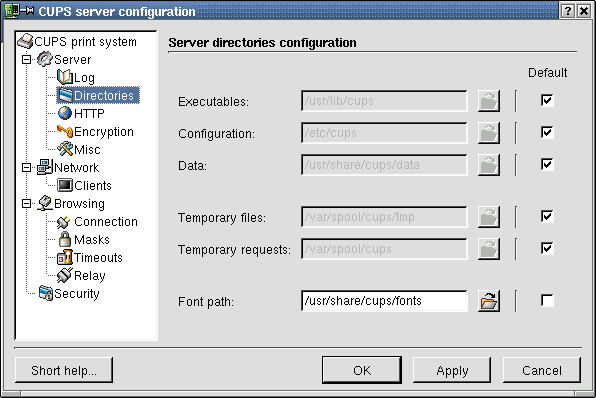 CUPS server configuration
CUPS print system
Server
Log
Directories
HTTP
Encryption
Misc
Network
Clients
Browsing
Connection
Masks
Timeouts
Relay
Security
Server directories configuration
Default
Executables: /usr/lib/cups
Configuration: /etc/cups
Data: /usr/share/cups/data
Temporary files: /var/spool/cups/tmp
Temporary requests: /var/spool/cups
Font path: /usr/share/cups/fonts
Short help... OK Apply Cancel